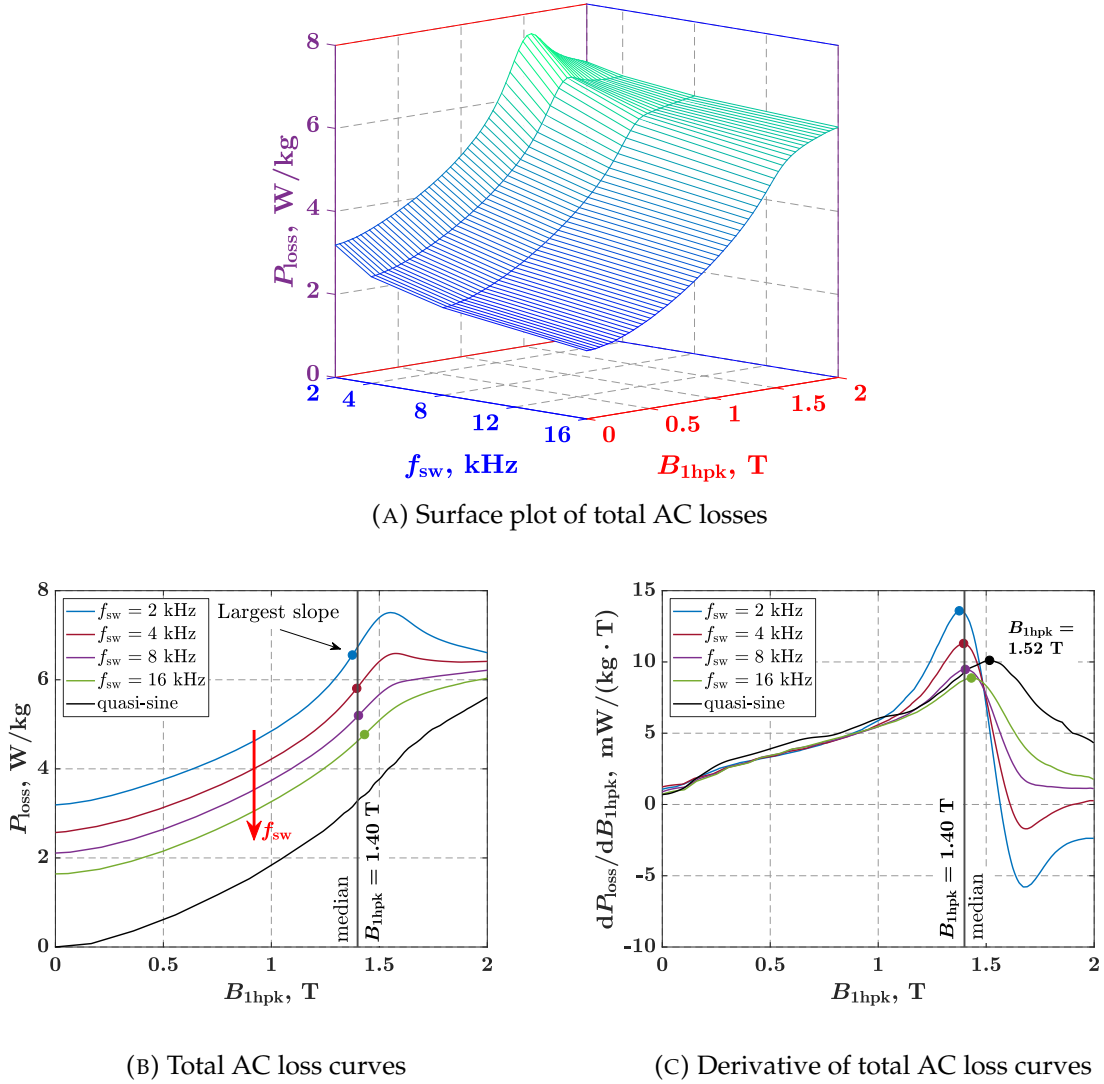 8
6
4
2
0
P_loss, W/kg
2
4
8
12
16
f_sw, kHz
0
0.5
1
1.5
2
B_1hpk, T
(A) Surface plot of total AC losses
8
6
4
2
0
P_loss, W/kg
f_sw = 2 kHz
f_sw = 4 kHz
f_sw = 8 kHz
f_sw = 16 kHz
quasi-sine
Largest slope
f_sw
median
B_1hpk = 1.40 T
0
0.5
1
1.5
2
B_1hpk, T
(B) Total AC loss curves
15
10
5
0
-5
-10
dP_loss/dB_1hpk, mW/(kg · T)
f_sw = 2 kHz
f_sw = 4 kHz
f_sw = 8 kHz
f_sw = 16 kHz
quasi-sine
B_1hpk =
1.52 T
B_1hpk = 1.40 T
median
0
0.5
1
1.5
2
B_1hpk, T
(C) Derivative of total AC loss curves